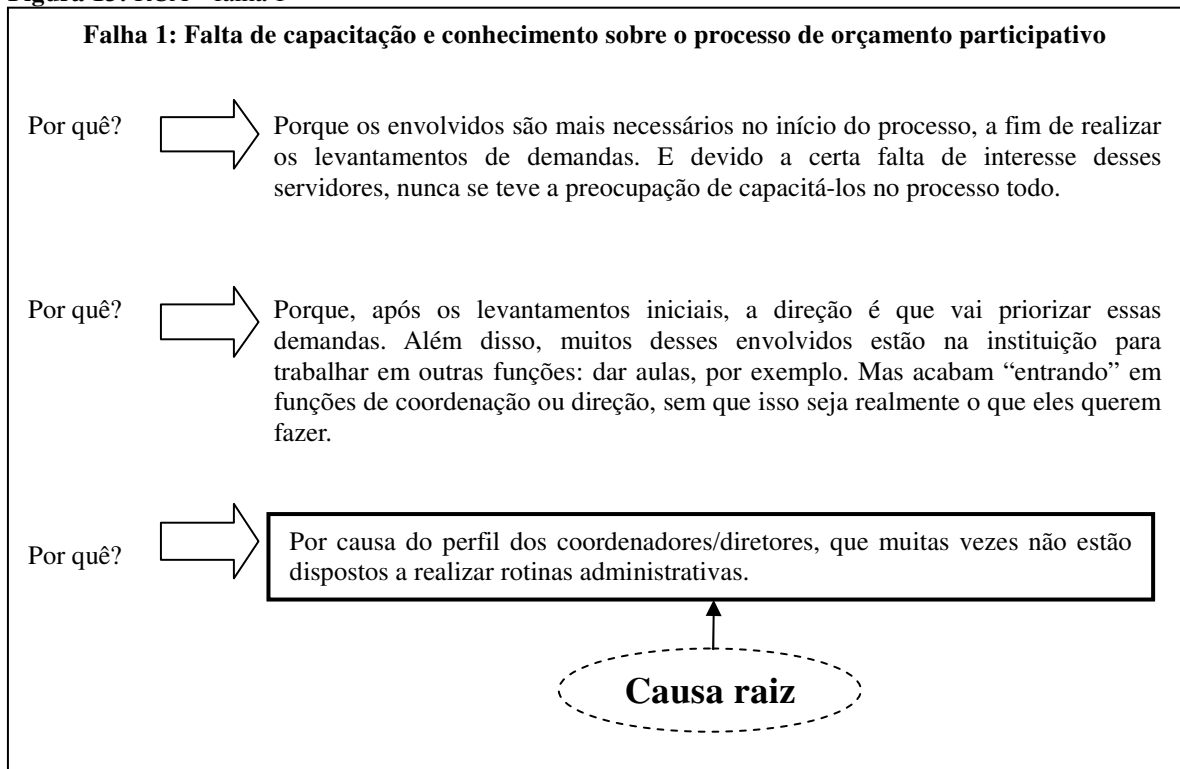 Falha 1: Falta de capacitação e conhecimento sobre o processo de orçamento participativo
Por quê?
Porque os envolvidos são mais necessários no início do processo, a fim de realizar
os levantamentos de demandas. E devido a certa falta de interesse desses
servidores, nunca se teve a preocupação de capacitá-los no processo todo.
Por quê?
Porque, após os levantamentos iniciais, a direção é que vai priorizar essas
demandas. Além disso, muitos desses envolvidos estão na instituição para
trabalhar em outras funções: dar aulas, por exemplo. Mas acabam “entrando” em
funções de coordenação ou direção, sem que isso seja realmente o que eles querem
fazer.
Por quê?
Por causa do perfil dos coordenadores/diretores, que muitas vezes não estão
dispostos a realizar rotinas administrativas.
Causa raiz